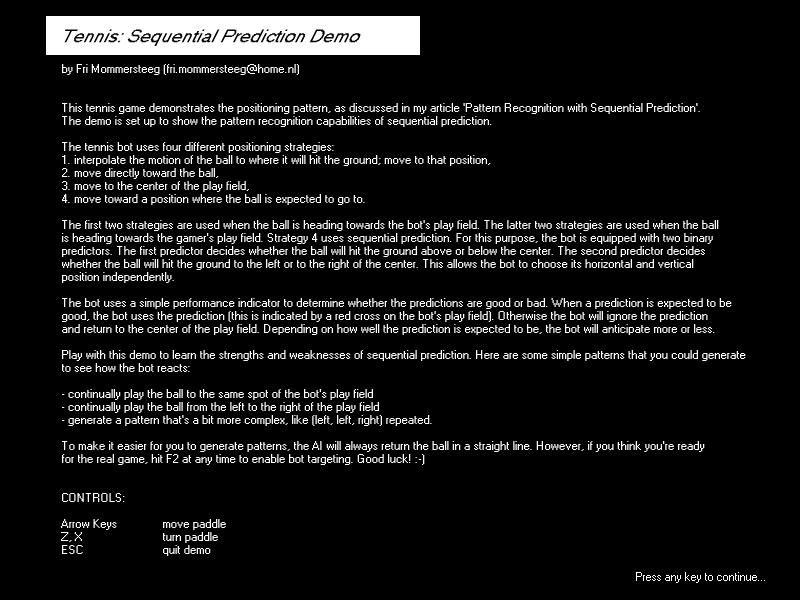 Tennis: Sequential Prediction Demo
by Fri Mommersteeg (fri.mommersteeg@home.nl)
This tennis game demonstrates the positioning pattern, as discussed in my article 'Pattern Recognition with Sequential Prediction'.
The demo is set up to show the pattern recognition capabilities of sequential prediction.
The tennis bot uses four different positioning strategies:
1. interpolate the motion of the ball to where it will hit the ground; move to that position,
2. move directly toward the ball,
3. move to the center of the play field,
4. move toward a position where the ball is expected to go to.
The first two strategies are used when the ball is heading towards the bot's play field. The latter two strategies are used when the ball
is heading towards the gamer's play field. Strategy 4 uses sequential prediction. For this purpose, the bot is equipped with two binary
predictors. The first predictor decides whether the ball will hit the ground above or below the center. The second predictor decides
whether the ball will hit the ground to the left or to the right of the center. This allows the bot to choose its horizontal and vertical
position independently.
The bot uses a simple performance indicator to determine whether the predictions are good or bad. When a prediction is expected to be
good, the bot uses the prediction (this is indicated by a red cross on the bot's play field). Otherwise the bot will ignore the prediction
and return to the center of the play field. Depending on how well the prediction is expected to be, the bot will anticipate more or less.
Play with this demo to learn the strengths and weaknesses of sequential prediction. Here are some simple patterns that you could generate
to see how the bot reacts:
- continually play the ball to the same spot of the bot's play field
- continually play the ball from the left to the right of the play field
- generate a pattern that's a bit more complex, like (left, left, right) repeated.
To make it easier for you to generate patterns, the AI will always return the ball in a straight line. However, if you think you're ready
for the real game, hit F2 at any time to enable bot targeting. Good luck! :-)
CONTROLS:
Arrow Keys move paddle
Z, X turn paddle
ESC quit demo
Press any key to continue...